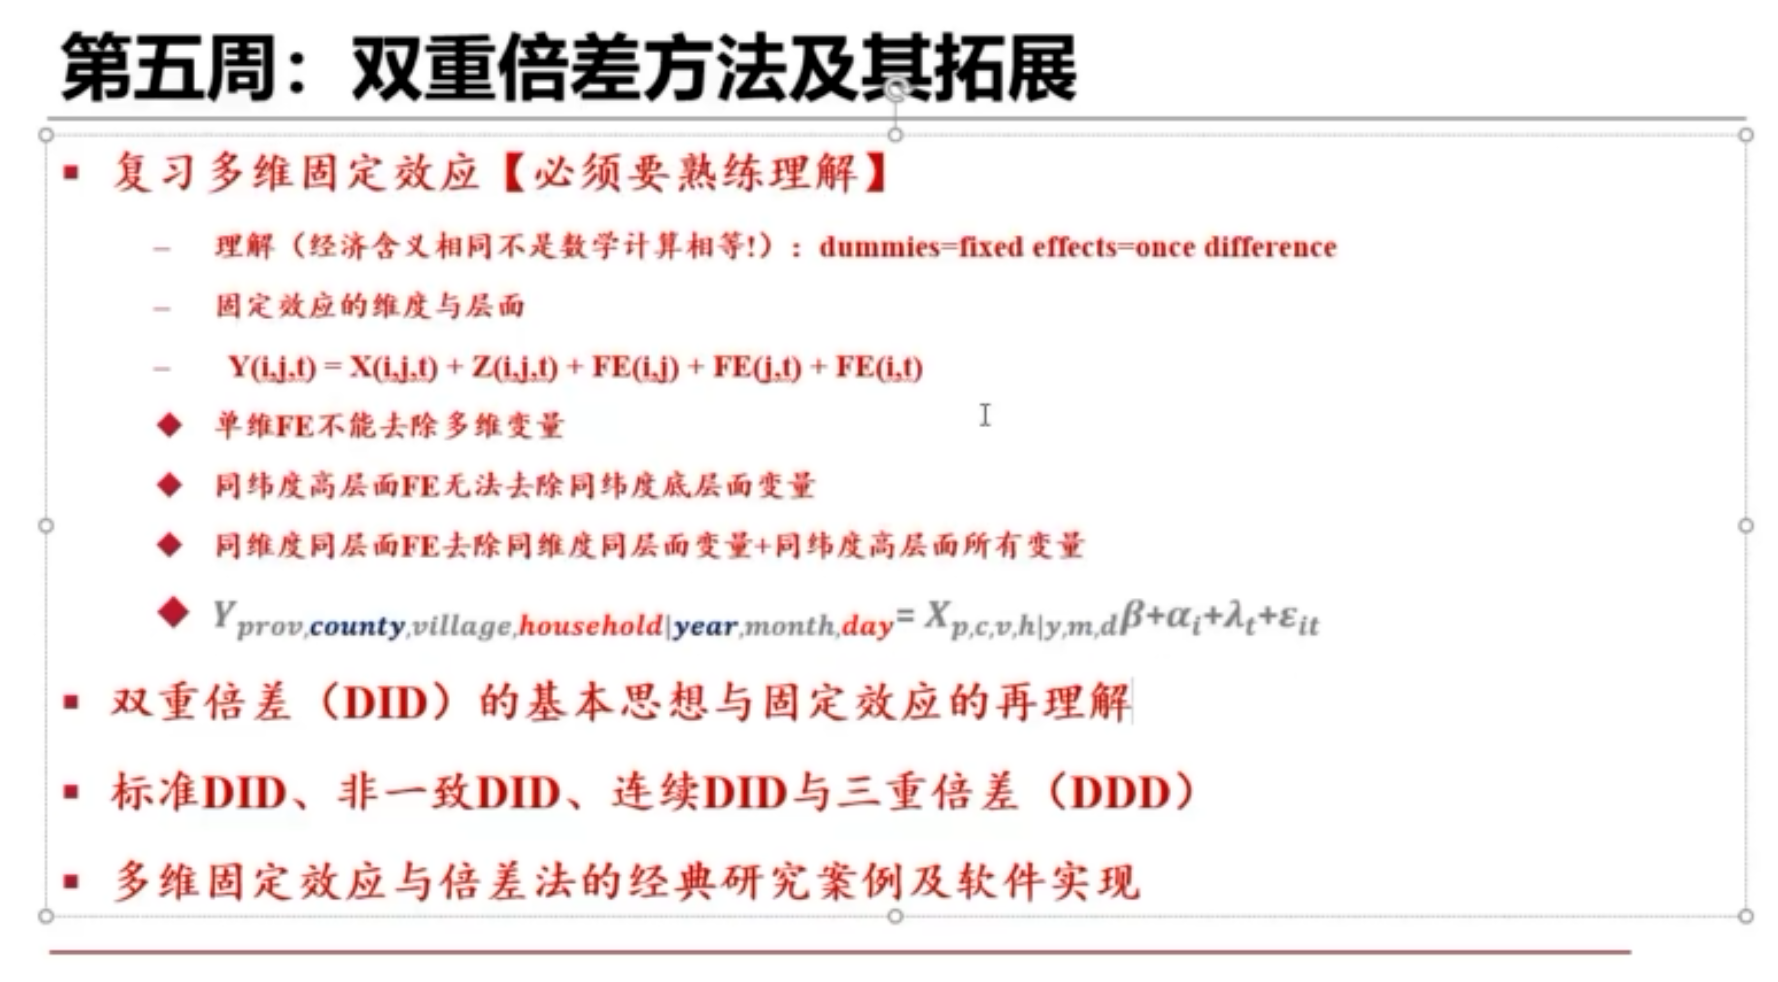 第五周：双重倍差方法及其拓展
复习多维固定效应【必须要熟练理解】
理解（经济含义相同不是数学计算相等!）：dummies=fixed effects=once difference
固定效应的维度与层面
Y(i,j,t) = X(i,j,t) + Z(i,j,t) + FE(i,j) + FE(j,t) + FE(i,t)
单维FE不能去除多维变量
同纬度高层面FE无法去除同纬度底层面变量
同维度同层面FE去除同维度同层面变量+同纬度高层面所有变量
Y prov,county,village,household|year,month,day= X p,c,v,h|y,m,dβ+αi+λt+εit
双重倍差（DID）的基本思想与固定效应的再理解
标准DID、非一致DID、连续DID与三重倍差（DDD）
多维固定效应与倍差法的经典研究案例及软件实现